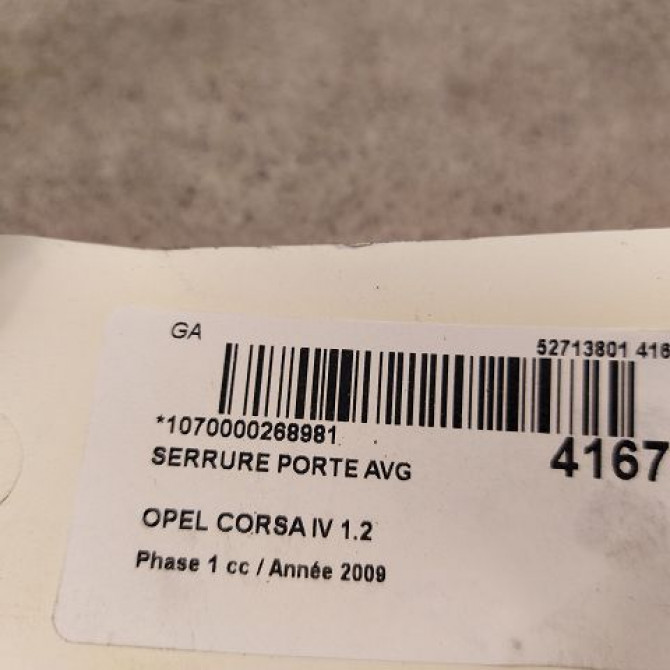 GA
52713801 416
*1070000268981
4167
SERRURE PORTE AVG
OPEL CORSA IV 1.2
Phase 1 cc / Année 2009